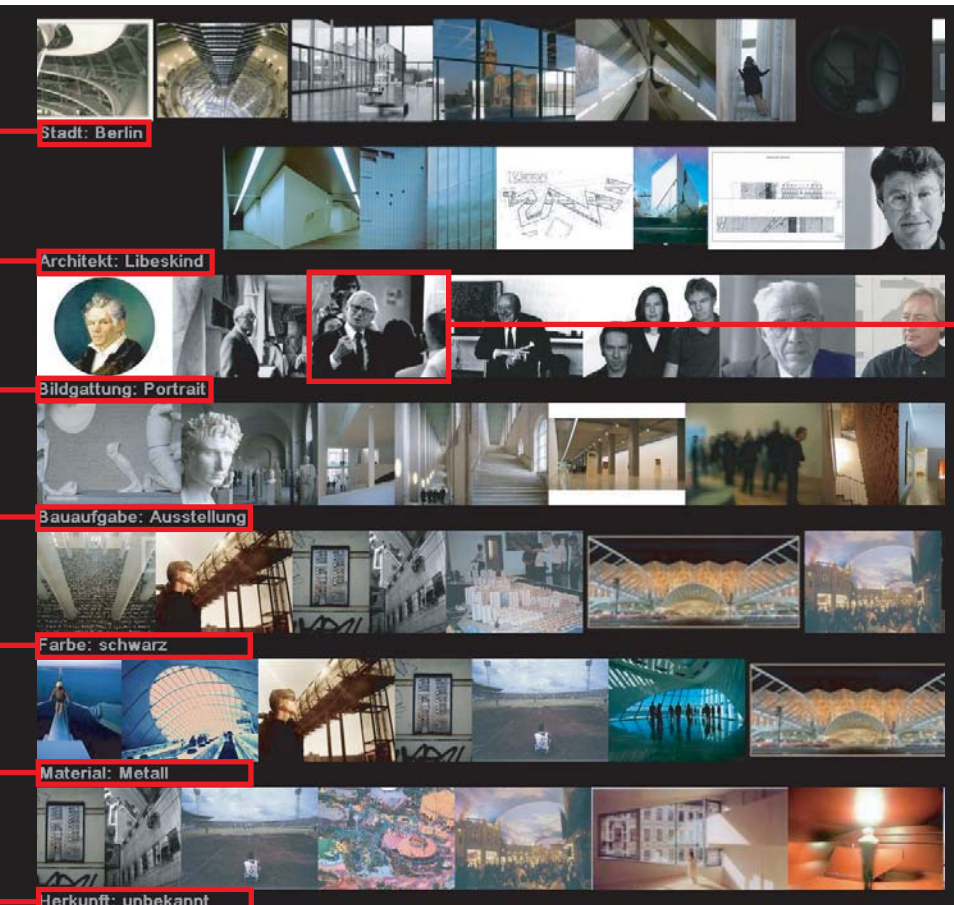 Stadt: Berlin
Architekt: Libeskind
Bildgattung: Portrait
Bauaufgabe: Ausstellung
Farbe: schwarz
Material: Metall
Herkunft: unbekannt